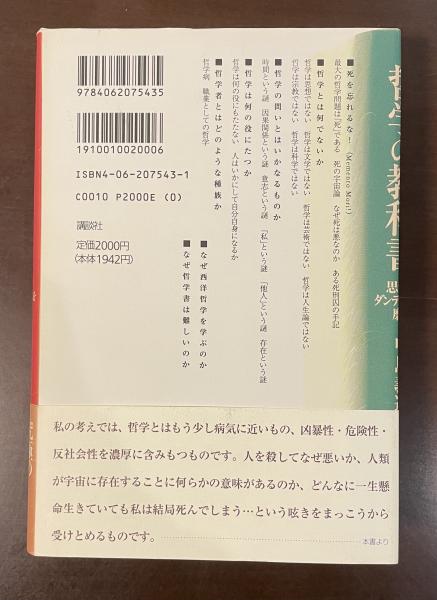 9784062075435
1910010020006
ISBN4-06-207543-1
C0010 P2000E (0)
講談社
定価2000円
(本体1942円)
哲学の教科書
思
ダンディ
■死を忘れるな！(Memento Mori!)
最大の哲学問題は「死」である 死の宇宙論 なぜ死は悪なのか ある死刑囚の手記
■哲学とは何でないか
哲学は思想ではない 哲学は文学ではない 哲学は芸術ではない 哲学は人生論ではない
哲学は宗教ではない 哲学は科学ではない
■哲学の問いとはいかなるものか
時間という謎 因果関係という謎 意志という謎 「私」という謎 「他人」という謎 存在という謎
■哲学は何の役にたつか
哲学は何の役にもたたない 人はいかにして自分自身になるか
■哲学者とはどのような種族か
哲学病 職業としての哲学
■なぜ西洋哲学を学ぶのか
■なぜ哲学書は難しいのか
私の考えでは、哲学とはもう少し病気に近いもの、凶暴性・危険性・
反社会性を濃厚に含みもつものです。人を殺してなぜ悪いか、人類
が宇宙に存在することに何らかの意味があるのか、どんなに一生懸
命生きていても私は結局死んでしまう…という呟きをまっこうから
受けとめるものです。
本書より